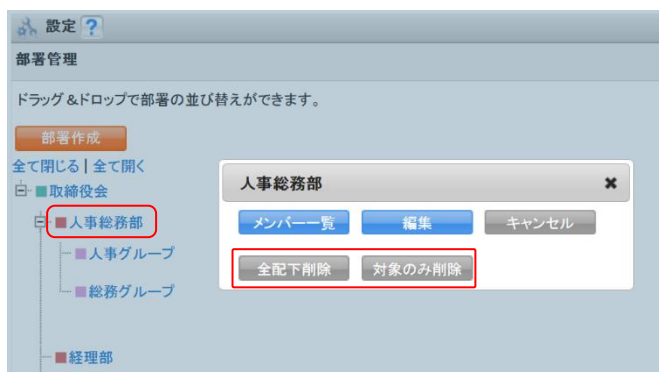 設定 ?
部署管理
ドラッグ&ドロップで部署の並び替えができます。
部署作成
全て閉じる | 全て開く
取締役会
人事総務部
人事グループ
総務グループ
経理部
人事総務部 ✖
メンバー一覧 編集 キャンセル
全配下削除 対象のみ削除